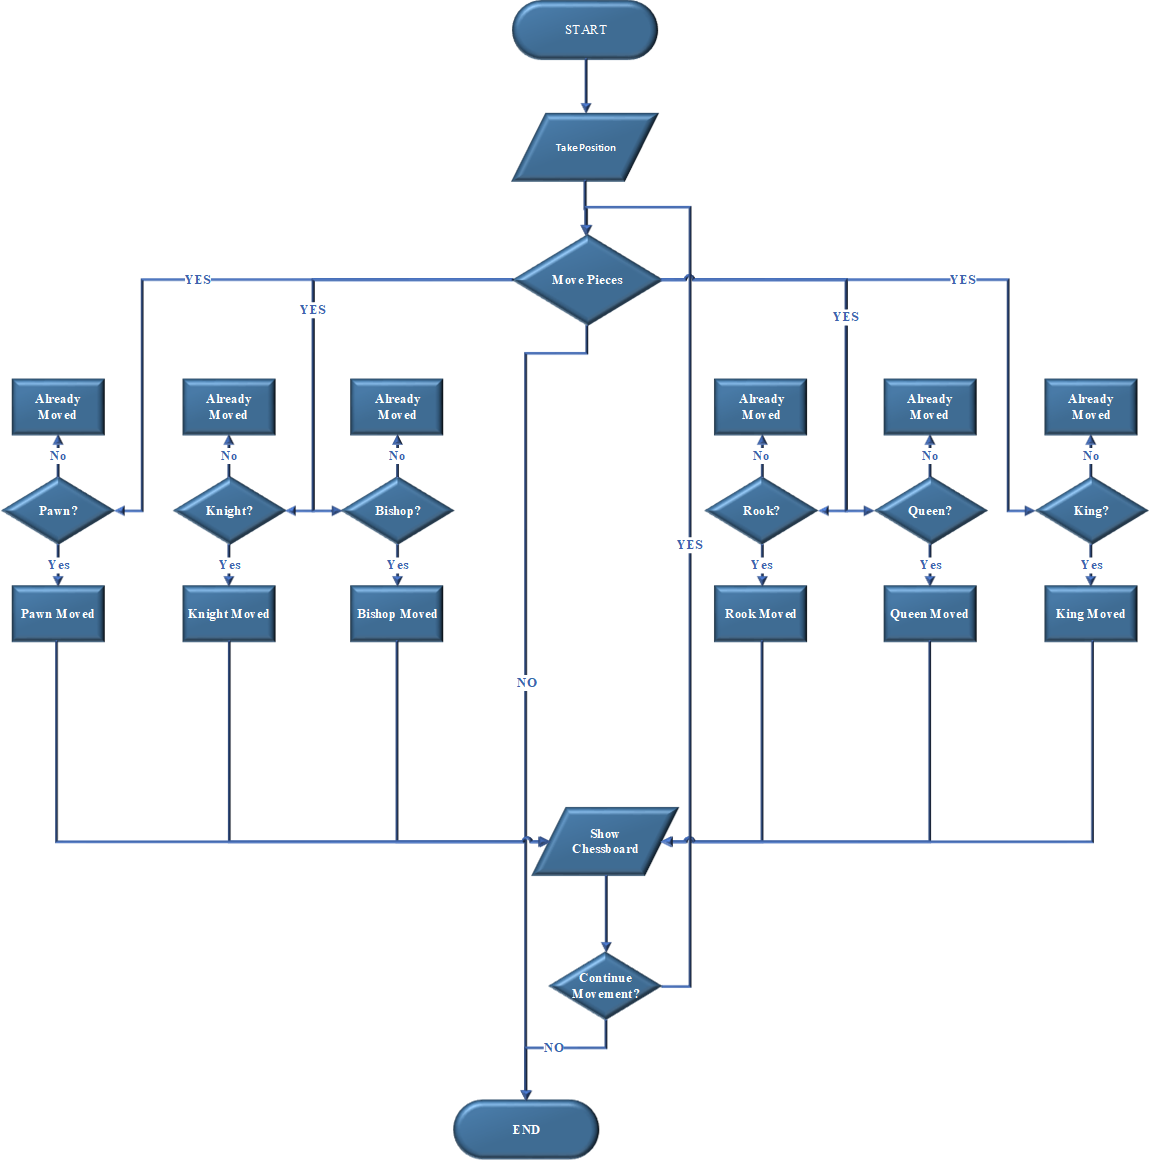 START
Take Position
Move Pieces
YES
YES
YES
YES
Already
Moved
Already
Moved
Already
Moved
Already
Moved
Already
Moved
Already
Moved
No
No
No
No
No
No
Pawn?
Knight?
Bishop?
Rook?
Queen?
King?
YES
Yes
Yes
Yes
Yes
Yes
Yes
Pawn Moved
Knight Moved
Bishop Moved
Rook Moved
Queen Moved
King Moved
NO
Show
Chessboard
Continue
Movement?
NO
END